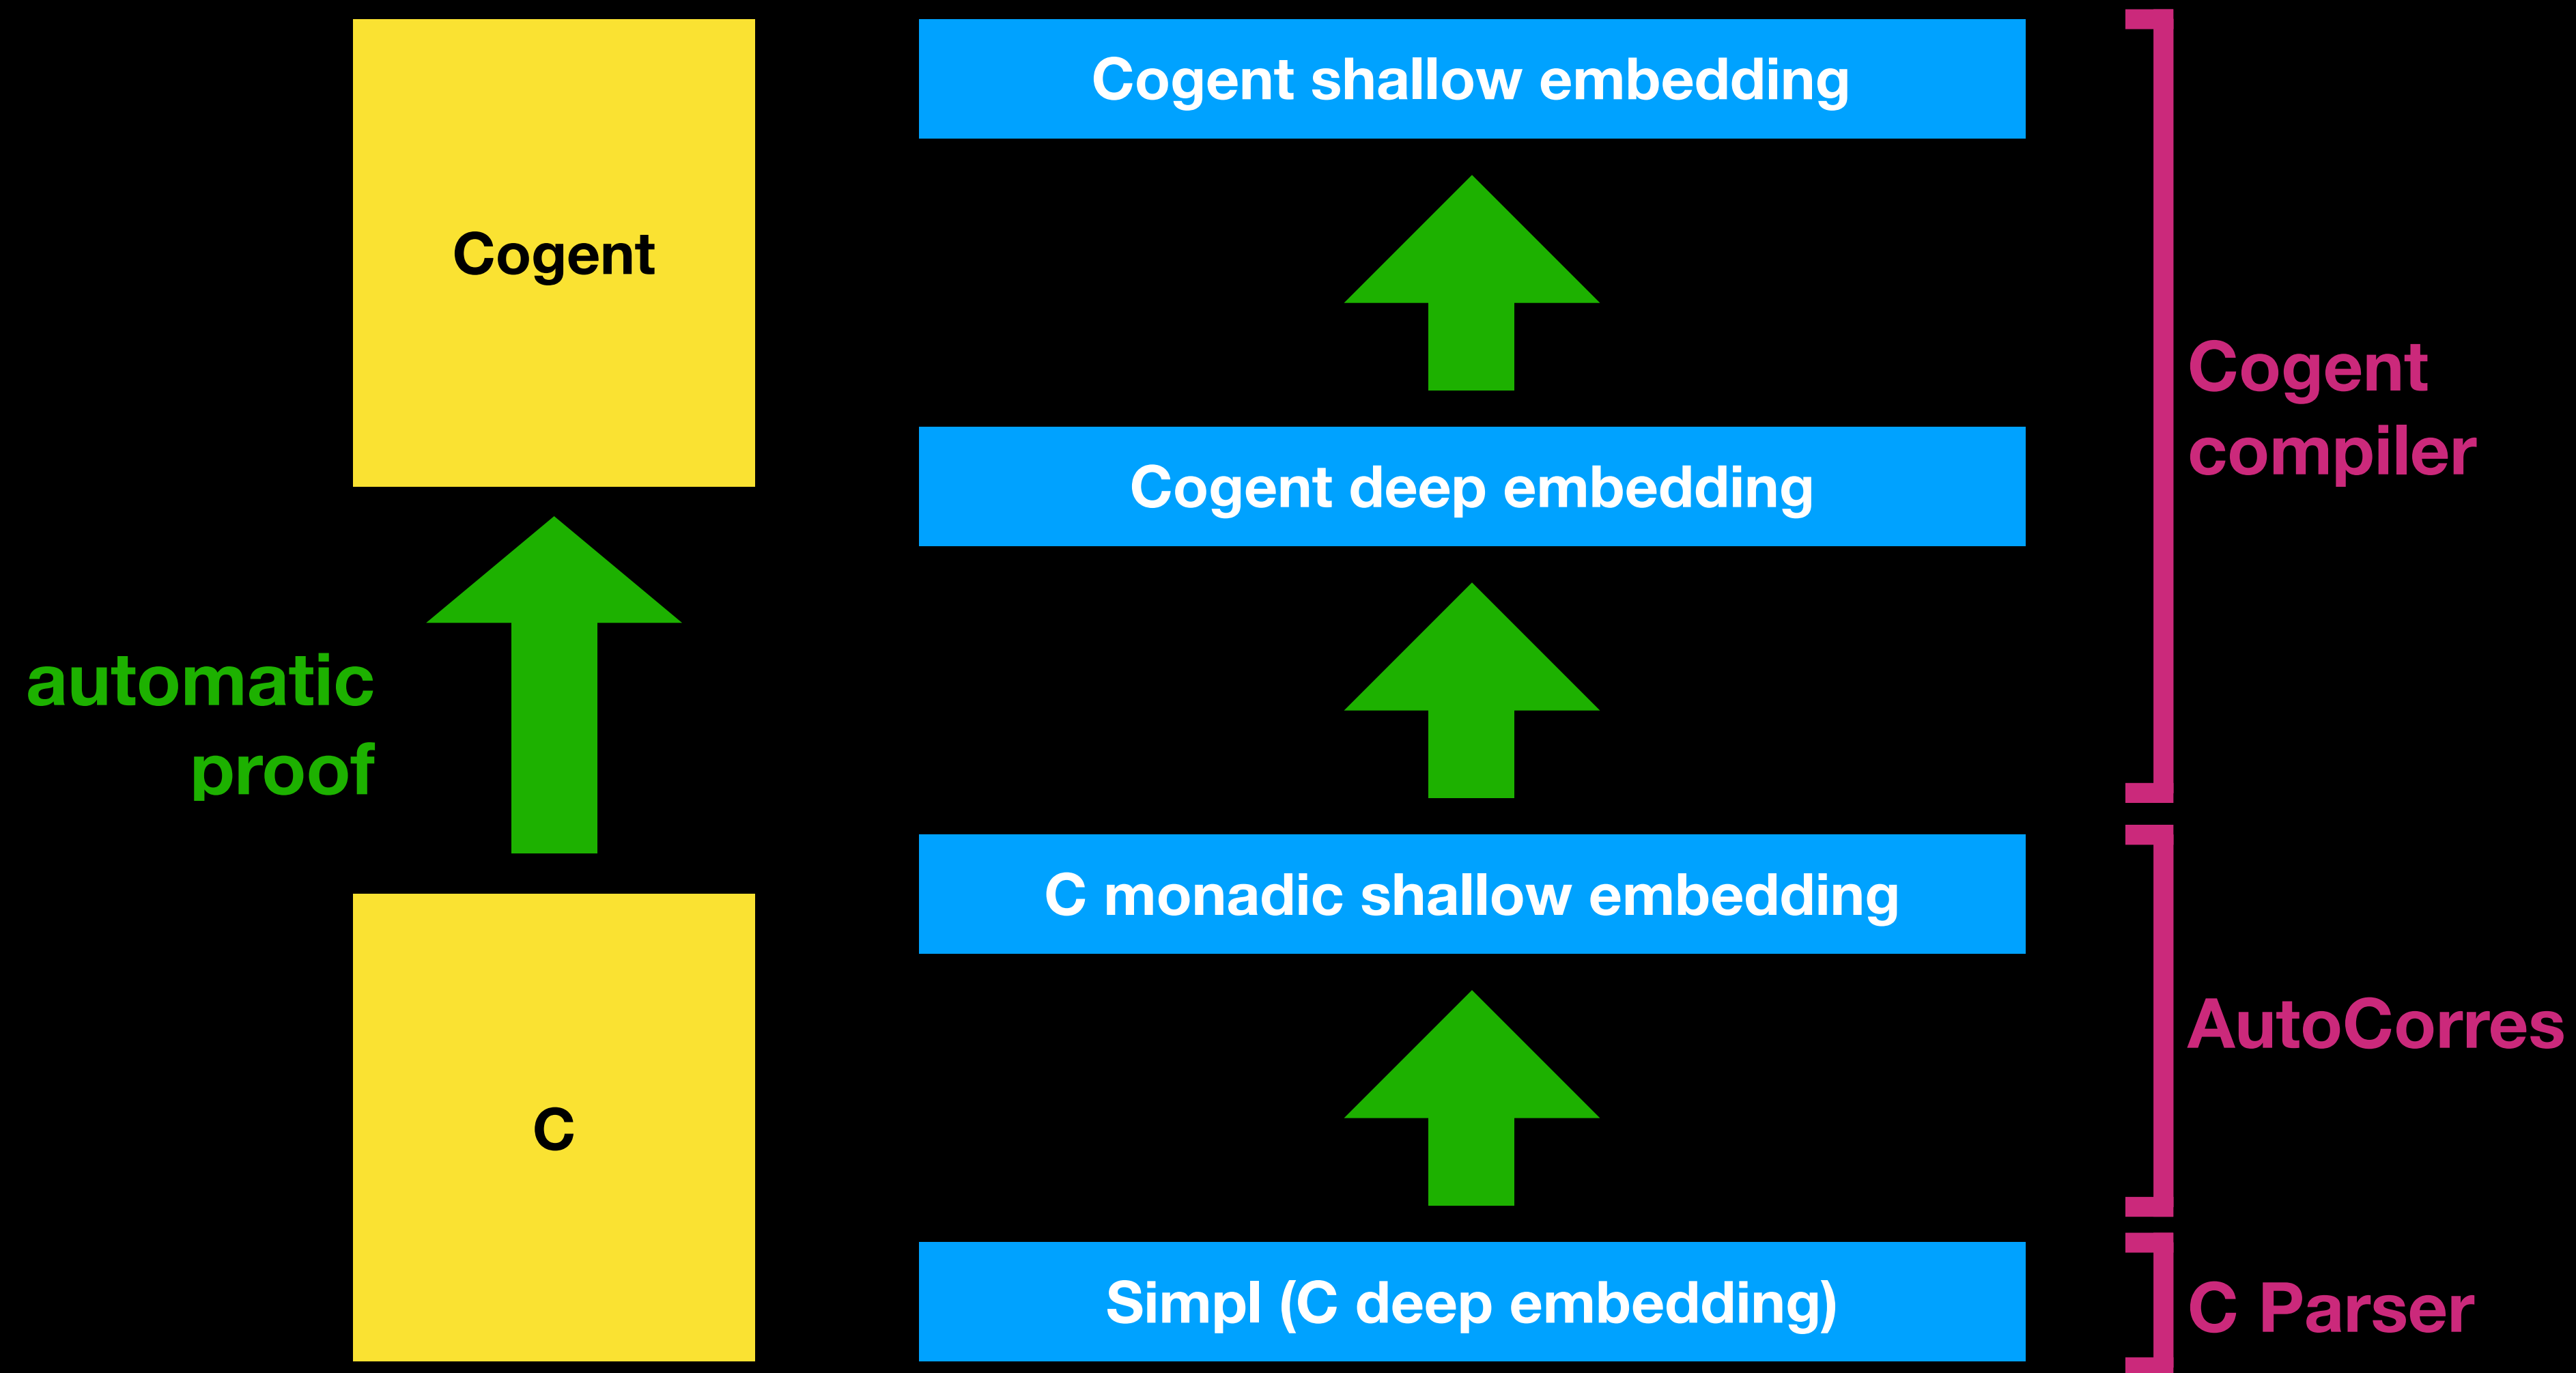 Cogent
automatic
proof
C
Cogent shallow embedding
Cogent deep embedding
C monadic shallow embedding
Simpl (C deep embedding)
Cogent
compiler
AutoCorres
C Parser